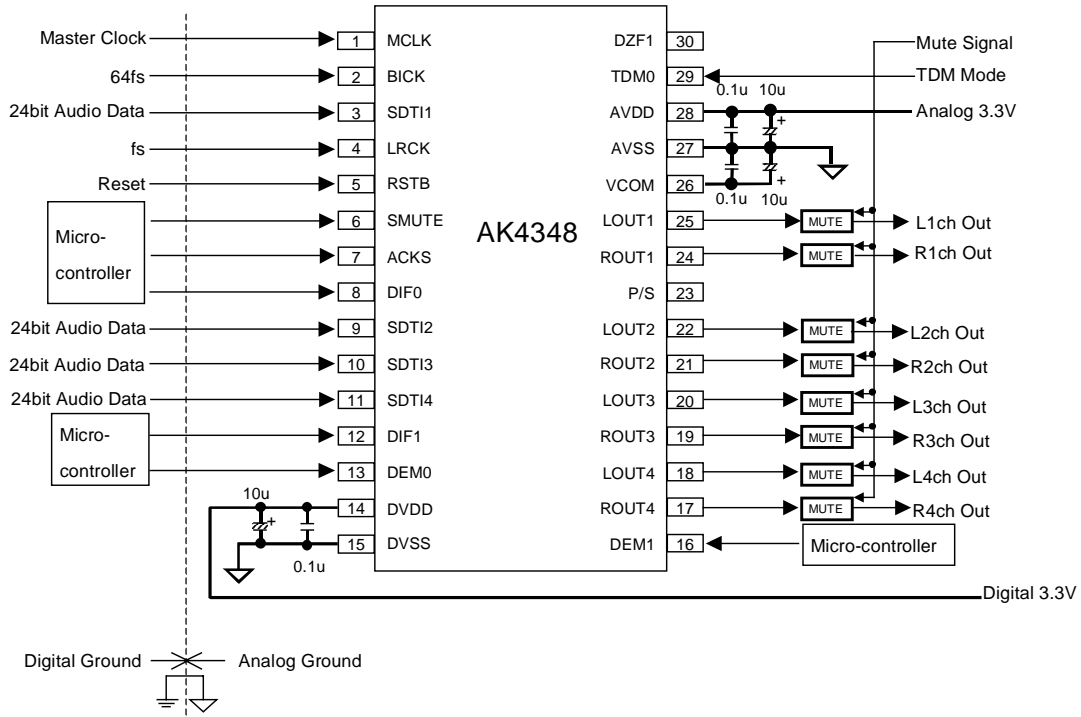 Master Clock 1 MCLK DZF1 30 Mute Signal
64fs 2 BICK TDM0 29 TDM Mode
0.1u 10u
24bit Audio Data 3 SDTI1 AVDD 28 + Analog 3.3V
fs 4 LRCK AVSS 27
Reset 5 RSTB VCOM 26 +
0.1u 10u
6 SMUTE LOUT1 25 MUTE L1ch Out
Micro-
controller
AK4348
7 ACKS ROUT1 24 MUTE R1ch Out
8 DIF0 P/S 23
24bit Audio Data 9 SDTI2 LOUT2 22 MUTE L2ch Out
24bit Audio Data 10 SDTI3 ROUT2 21 MUTE R2ch Out
24bit Audio Data 11 SDTI4 LOUT3 20 MUTE L3ch Out
Micro-
controller
12 DIF1 ROUT3 19 MUTE R3ch Out
13 DEM0 LOUT4 18 MUTE L4ch Out
10u
+
14 DVDD ROUT4 17 MUTE R4ch Out
15 DVSS DEM1 16 Micro-controller
0.1u
Digital 3.3V
Digital Ground Analog Ground